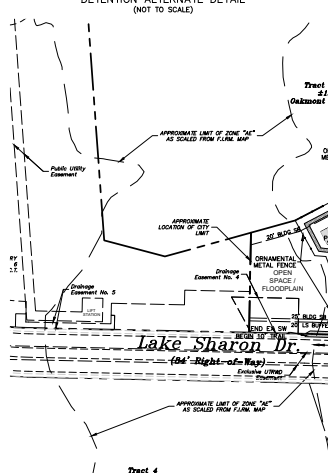 DETENTION ALTERNATE DETAIL
(NOT TO SCALE)
Tract
Oakmont
APPROXIMATE LIMIT OF ZONE "AE"
AS SCALED FROM F.I.R.M. MAP
Public Utility
Easement
APPROXIMATE
LOCATION OF CITY
LIMIT
20' BLDG SB
ORNAMENTAL
METAL FENCE
OPEN
SPACE /
FLOODPLAIN
Drainage
Easement No. 4
Drainage
Easement No. 5
LIFT
STATION
25' BLDG SB
20' LS BUFFE
END EX SW
BEGIN 10' TRAIL
Lake Sharon Dr.
(84' Right-of-Way)
Exclusive UTRWD
Easement
APPROXIMATE LIMIT OF ZONE "AE"
AS SCALED FROM F.I.R.M. MAP
Tract 4